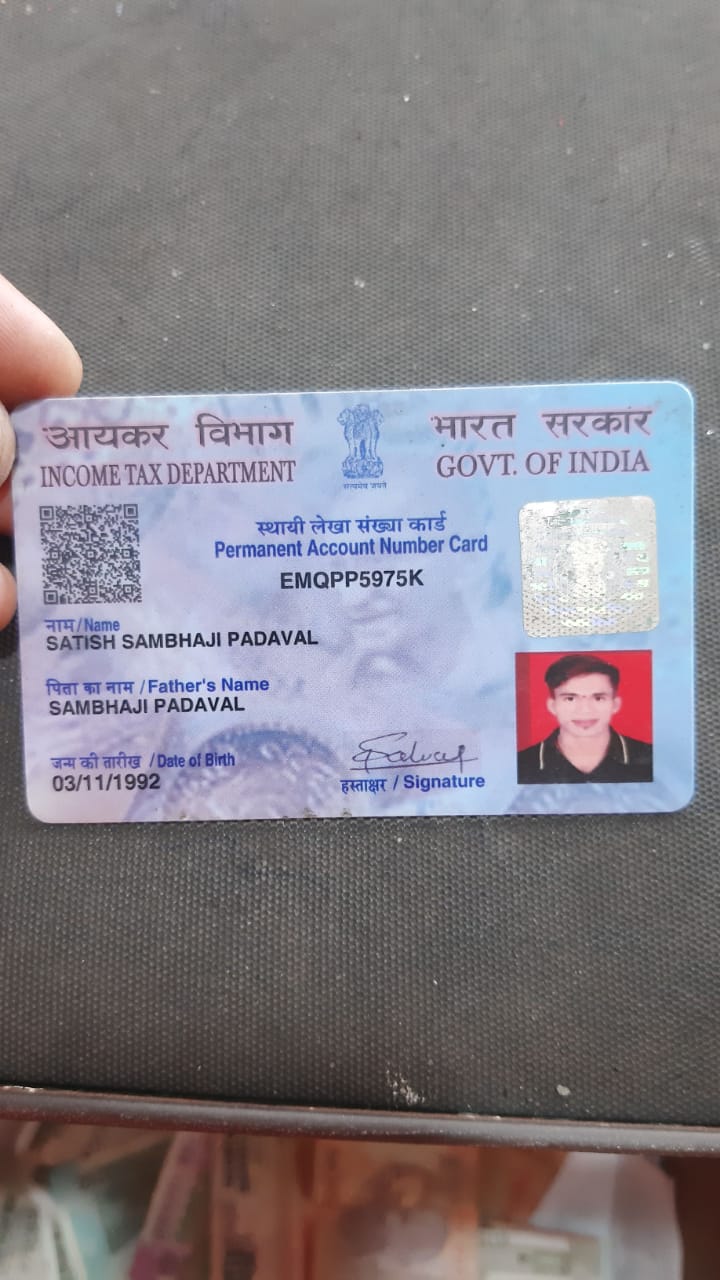 आयकर विभाग
INCOME TAX DEPARTMENT
सत्यमेव जयते
भारत सरकार
GOVT. OF INDIA
स्थायी लेखा संख्या कार्ड
Permanent Account Number Card
EMQPP5975K
नाम/Name
SATISH SAMBHAJI PADAVAL
पिता का नाम /Father's Name
SAMBHAJI PADAVAL
जन्म की तारीख /Date of Birth
03/11/1992
हस्ताक्षर / Signature